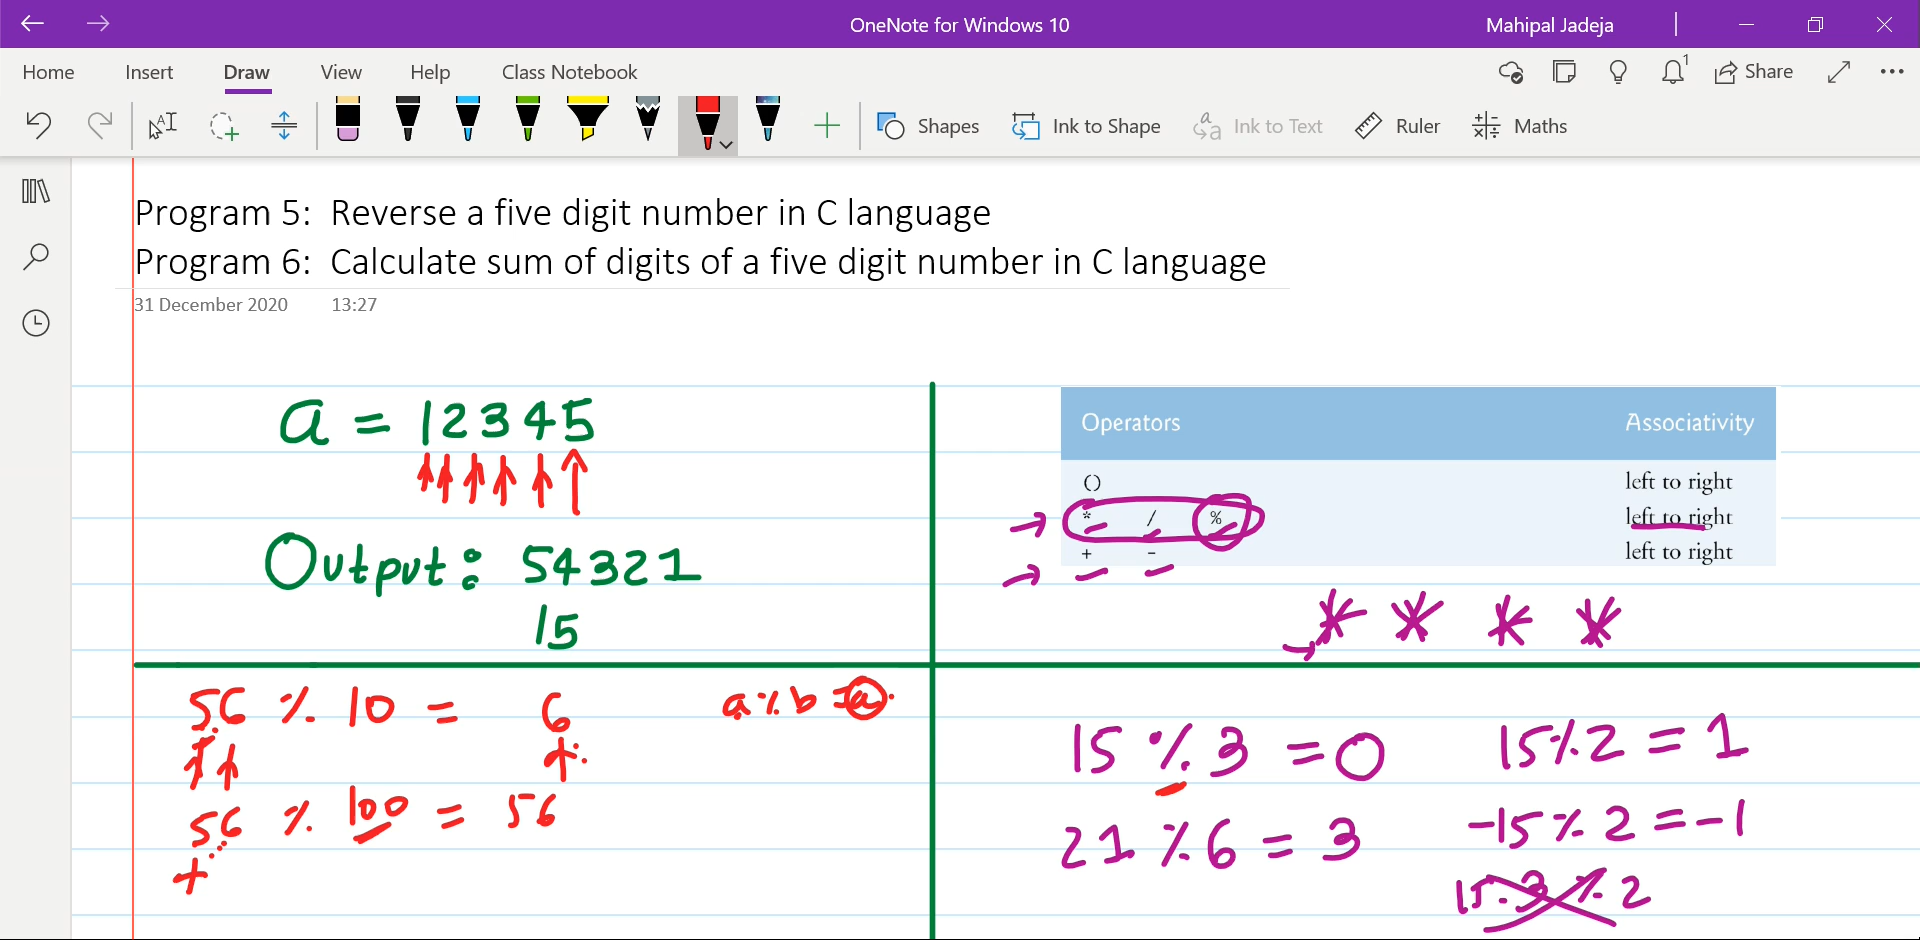 OneNote for Windows 10
Mahipal Jadeja
Home Insert Draw View Help Class Notebook
1
Share
Shapes Ink to Shape Ink to Text Ruler Maths
Program 5: Reverse a five digit number in C language
Program 6: Calculate sum of digits of a five digit number in C language
31 December 2020 13:27
a = 12345
Output: 54321
15
Operators Associativity
() left to right
* / % left to right
+ - left to right
* * * *
56 % 10 = 6
a % b = a
56 % 100 = 56
15 % 3 = 0
15 % 2 = 1
21 % 6 = 3
-15 % 2 = -1
15.3 % 2